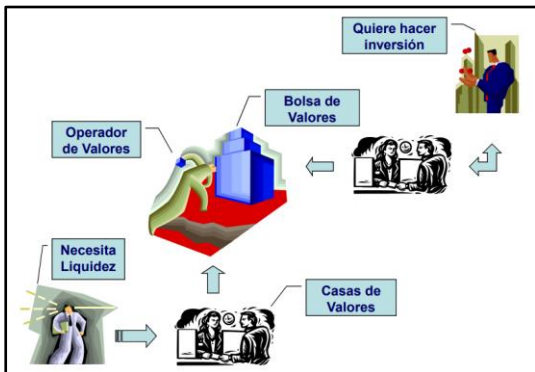 Quiere hacer
inversión
Bolsa de
Valores
Operador
de Valores
Necesita
Liquidez
Casas de
Valores